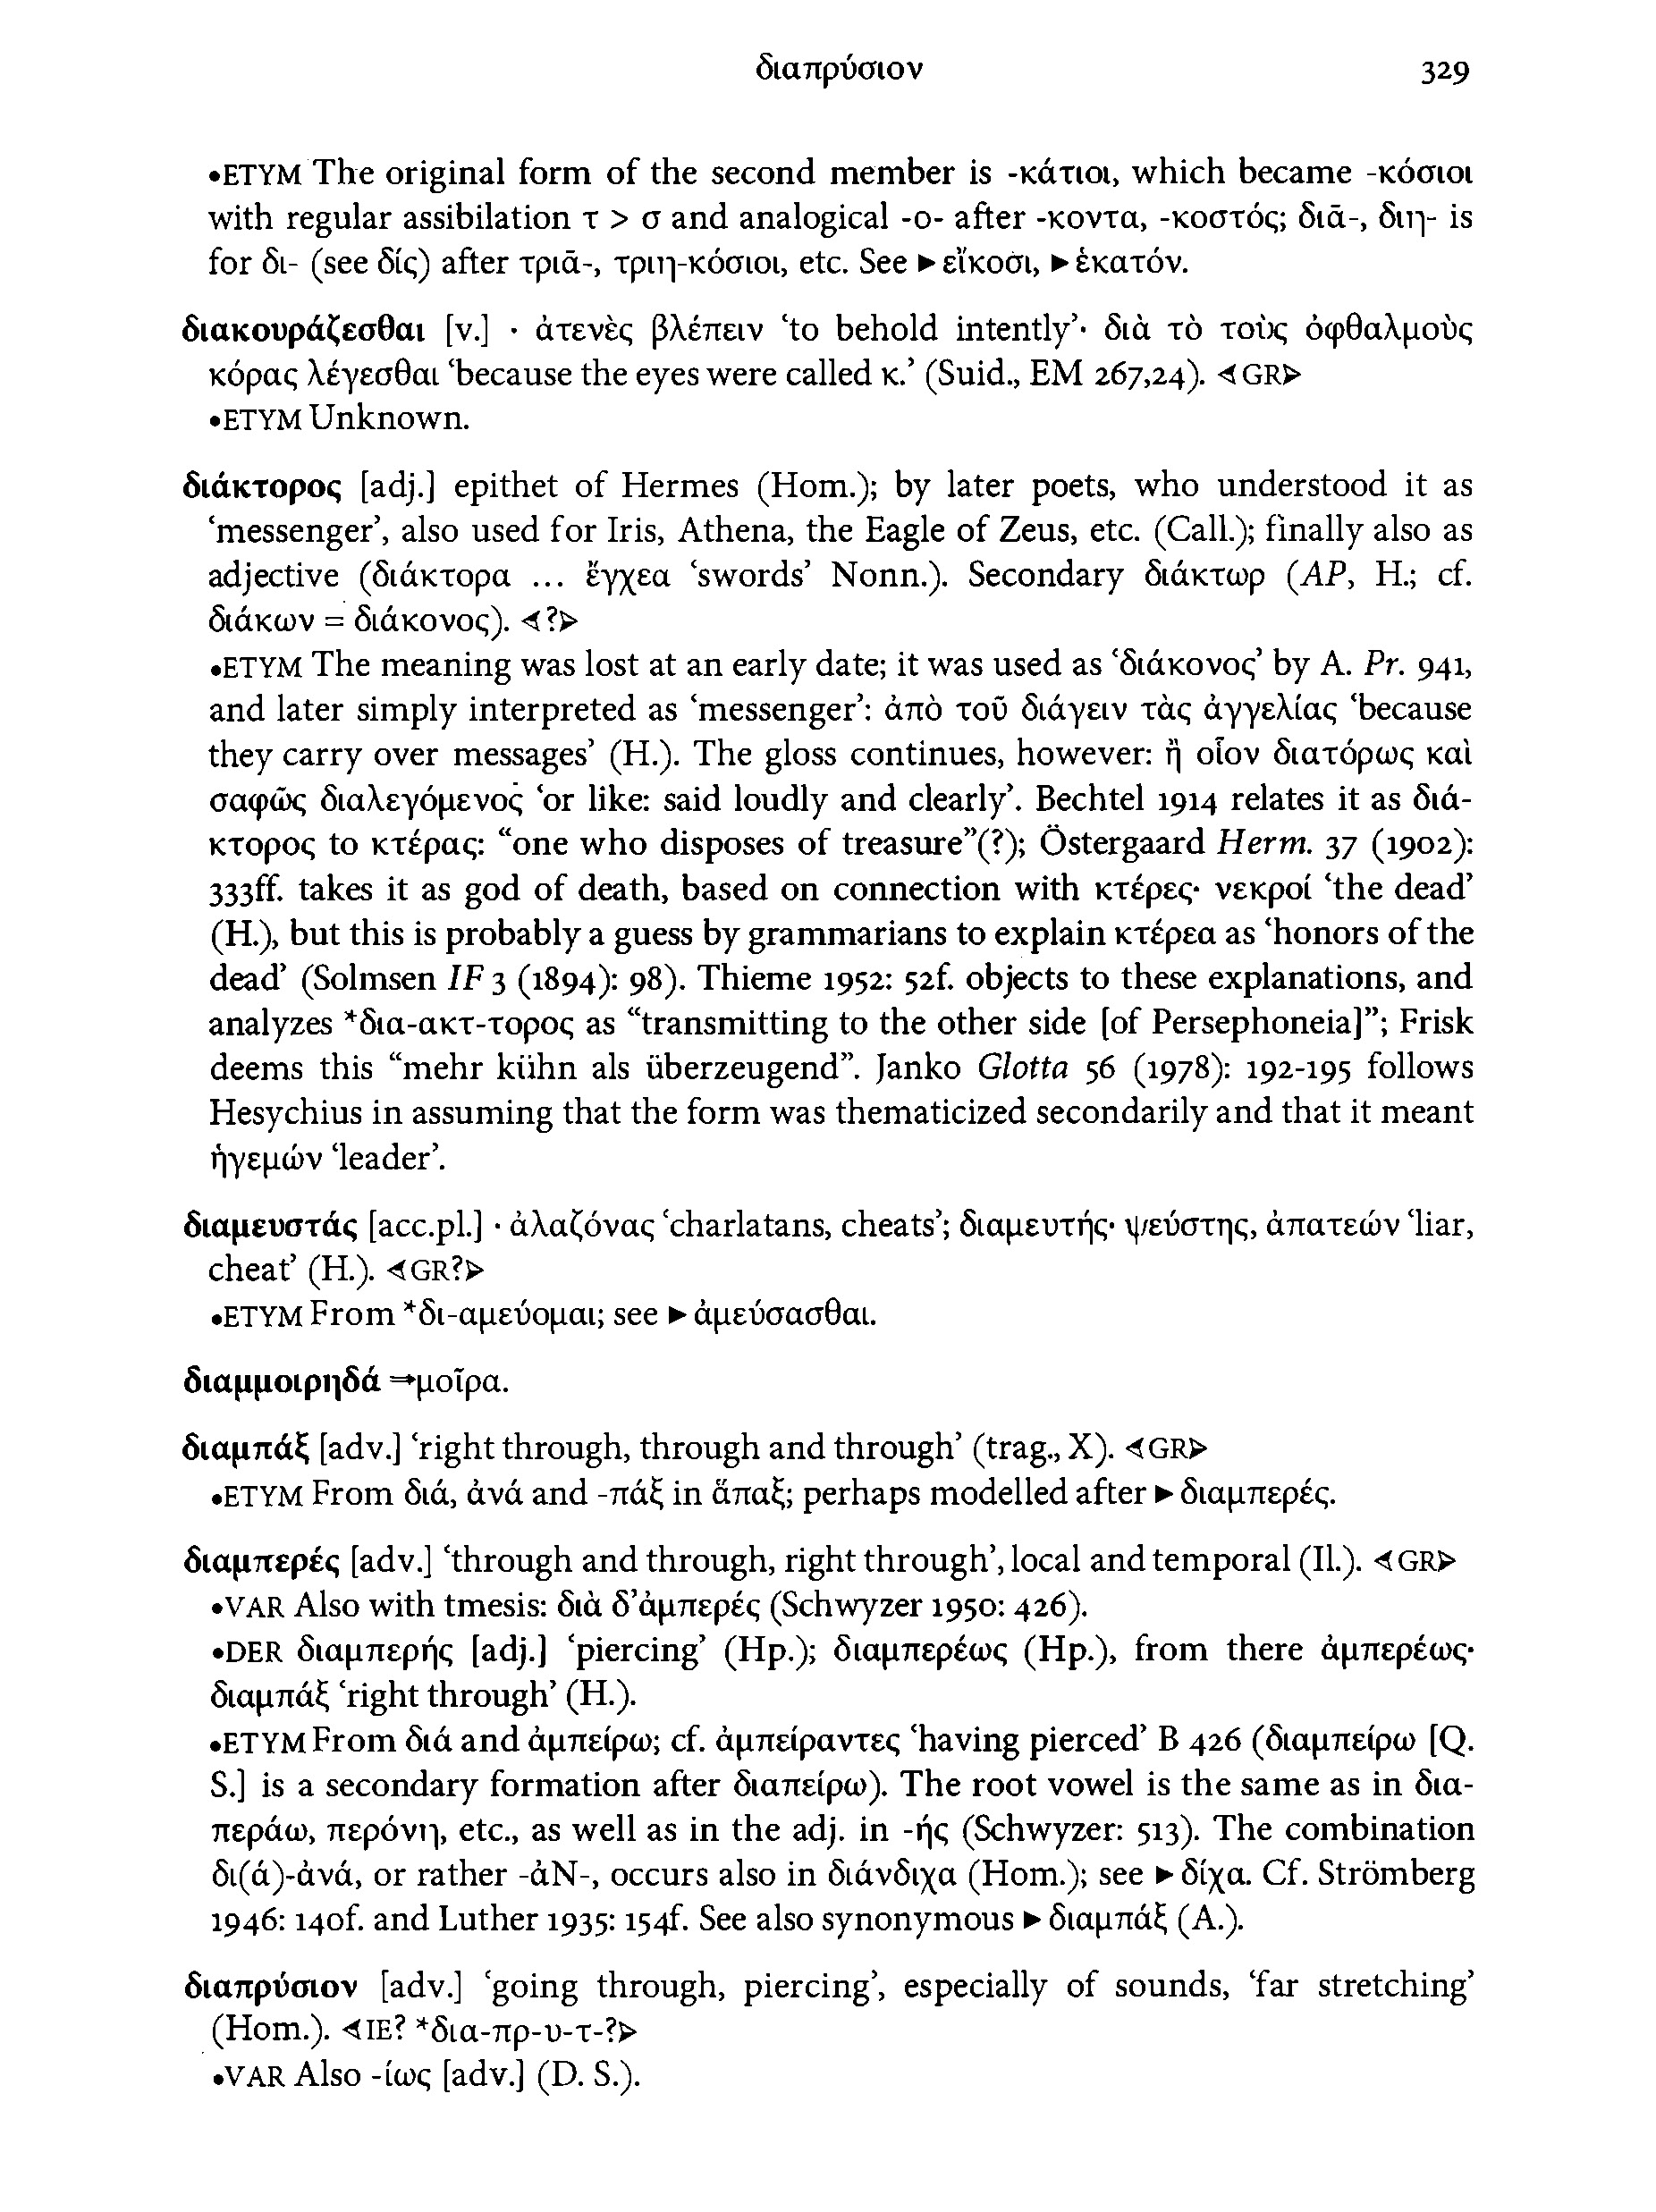 διαπρύσιον 329
•ETYM The original form of the second member is -κάτιοι, which became -κόσιοι
with regular assibilation τ > σ and analogical -ο- after -κοντα, -κοστός; διᾱ-, διη- is
for δι- (see δίς) after τριᾱ-, τριη-κόσιοι, etc. See ►εἴκοσι, ►ἑκατόν.
διακουράζεσθαι [v.] · ἀτενὲς βλέπειν ‘to behold intently’· διὰ τὸ τοὺς ὀφθαλμοὺς
κόρας λέγεσθαι ‘because the eyes were called κ.’ (Suid., EM 267,24). ◄GR►
•ETYM Unknown.
διάκτορος [adj.] epithet of Hermes (Hom.); by later poets, who understood it as
‘messenger’, also used for Iris, Athena, the Eagle of Zeus, etc. (Call.); finally also as
adjective (διάκτορα ... ἔγχεα ‘swords’ Nonn.). Secondary διάκτωρ (AP, H.; cf.
διάκων = διάκονος). ◄?►
•ETYM The meaning was lost at an early date; it was used as ‘διάκονος’ by A. Pr. 941,
and later simply interpreted as ‘messenger’: ἀπὸ τοῦ διάγειν τὰς ἀγγελίας ‘because
they carry over messages’ (H.). The gloss continues, however: ἢ οἷον διατόρως καὶ
σαφῶς διαλεγόμενος ‘or like: said loudly and clearly’. Bechtel 1914 relates it as διά-
κτορος to κτέρας: “one who disposes of treasure”(?); Östergaard Herm. 37 (1902):
333ff. takes it as god of death, based on connection with κτέρες· νεκροί ‘the dead’
(H.), but this is probably a guess by grammarians to explain κτέρεα as ‘honors of the
dead’ (Solmsen IF 3 (1894): 98). Thieme 1952: 52f. objects to these explanations, and
analyzes *δια-ακτ-τορος as “transmitting to the other side [of Persephoneia]”; Frisk
deems this “mehr kühn als überzeugend”. Janko Glotta 56 (1978): 192-195 follows
Hesychius in assuming that the form was thematicized secondarily and that it meant
ἡγεμών ‘leader’.
διαμευστάς [acc.pl.] · ἀλαζόνας ‘charlatans, cheats’; διαμευτής· ψεύστης, ἀπατεών ‘liar,
cheat’ (H.). ◄GR?►
•ETYM From *δι-αμεύομαι; see ►ἀμεύσασθαι.
διαμμοιρηδά ⇒μοῖρα.
διαμπάξ [adv.] ‘right through, through and through’ (trag., X). ◄GR►
•ETYM From διά, ἀνά and -πάξ in ἅπαξ; perhaps modelled after ►διαμπερές.
διαμπερές [adv.] ‘through and through, right through’, local and temporal (Il.). ◄GR►
•VAR Also with tmesis: διὰ δ’ἀμπερές (Schwyzer 1950: 426).
•DER διαμπερής [adj.] ‘piercing’ (Hp.); διαμπερέως (Hp.), from there ἀμπερέως·
διαμπάξ ‘right through’ (H.).
•ETYM From διά and ἀμπείρω; cf. ἀμπείραντες ‘having pierced’ B 426 (διαμπείρω [Q.
S.] is a secondary formation after διαπείρω). The root vowel is the same as in δια-
περάω, περόνη, etc., as well as in the adj. in -ής (Schwyzer: 513). The combination
δι(ά)-ἀνά, or rather -ἀΝ-, occurs also in διάνδιχα (Hom.); see ►δίχα. Cf. Strömberg
1946: 140f. and Luther 1935: 154f. See also synonymous ►διαμπάξ (A.).
διαπρύσιον [adv.] ‘going through, piercing’, especially of sounds, ‘far stretching’
(Hom.). ◄IE? *δια-πρ-υ-τ-?►
•VAR Also -ίως [adv.] (D. S.).